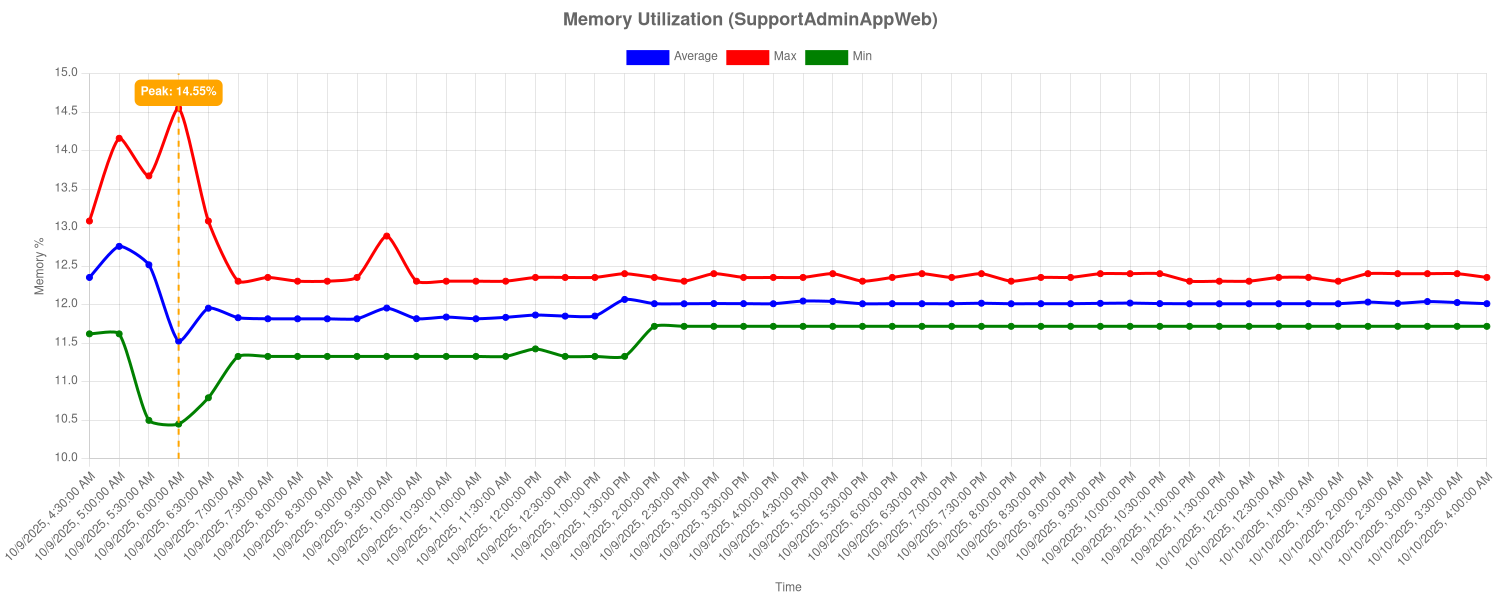 Memory Utilization (SupportAdminAppWeb)
Average Max Min
Peak: 14.55%
Memory %
15.0
14.5
14.0
13.5
13.0
12.5
12.0
11.5
11.0
10.5
10.0
10/9/2025, 4:30:00 AM
10/9/2025, 5:00:00 AM
10/9/2025, 5:30:00 AM
10/9/2025, 6:00:00 AM
10/9/2025, 6:30:00 AM
10/9/2025, 7:00:00 AM
10/9/2025, 7:30:00 AM
10/9/2025, 8:00:00 AM
10/9/2025, 8:30:00 AM
10/9/2025, 9:00:00 AM
10/9/2025, 9:30:00 AM
10/9/2025, 10:00:00 AM
10/9/2025, 10:30:00 AM
10/9/2025, 11:00:00 AM
10/9/2025, 11:30:00 AM
10/9/2025, 12:00:00 PM
10/9/2025, 12:30:00 PM
10/9/2025, 1:00:00 PM
10/9/2025, 1:30:00 PM
10/9/2025, 2:00:00 PM
10/9/2025, 2:30:00 PM
10/9/2025, 3:00:00 PM
10/9/2025, 3:30:00 PM
10/9/2025, 4:00:00 PM
10/9/2025, 4:30:00 PM
10/9/2025, 5:00:00 PM
10/9/2025, 5:30:00 PM
10/9/2025, 6:00:00 PM
10/9/2025, 6:30:00 PM
10/9/2025, 7:00:00 PM
10/9/2025, 7:30:00 PM
10/9/2025, 8:00:00 PM
10/9/2025, 8:30:00 PM
10/9/2025, 9:00:00 PM
10/9/2025, 9:30:00 PM
10/9/2025, 10:00:00 PM
10/9/2025, 10:30:00 PM
10/9/2025, 11:00:00 PM
10/9/2025, 11:30:00 PM
10/10/2025, 12:00:00 AM
10/10/2025, 12:30:00 AM
10/10/2025, 1:00:00 AM
10/10/2025, 1:30:00 AM
10/10/2025, 2:00:00 AM
10/10/2025, 2:30:00 AM
10/10/2025, 3:00:00 AM
10/10/2025, 3:30:00 AM
10/10/2025, 4:00:00 AM
Time